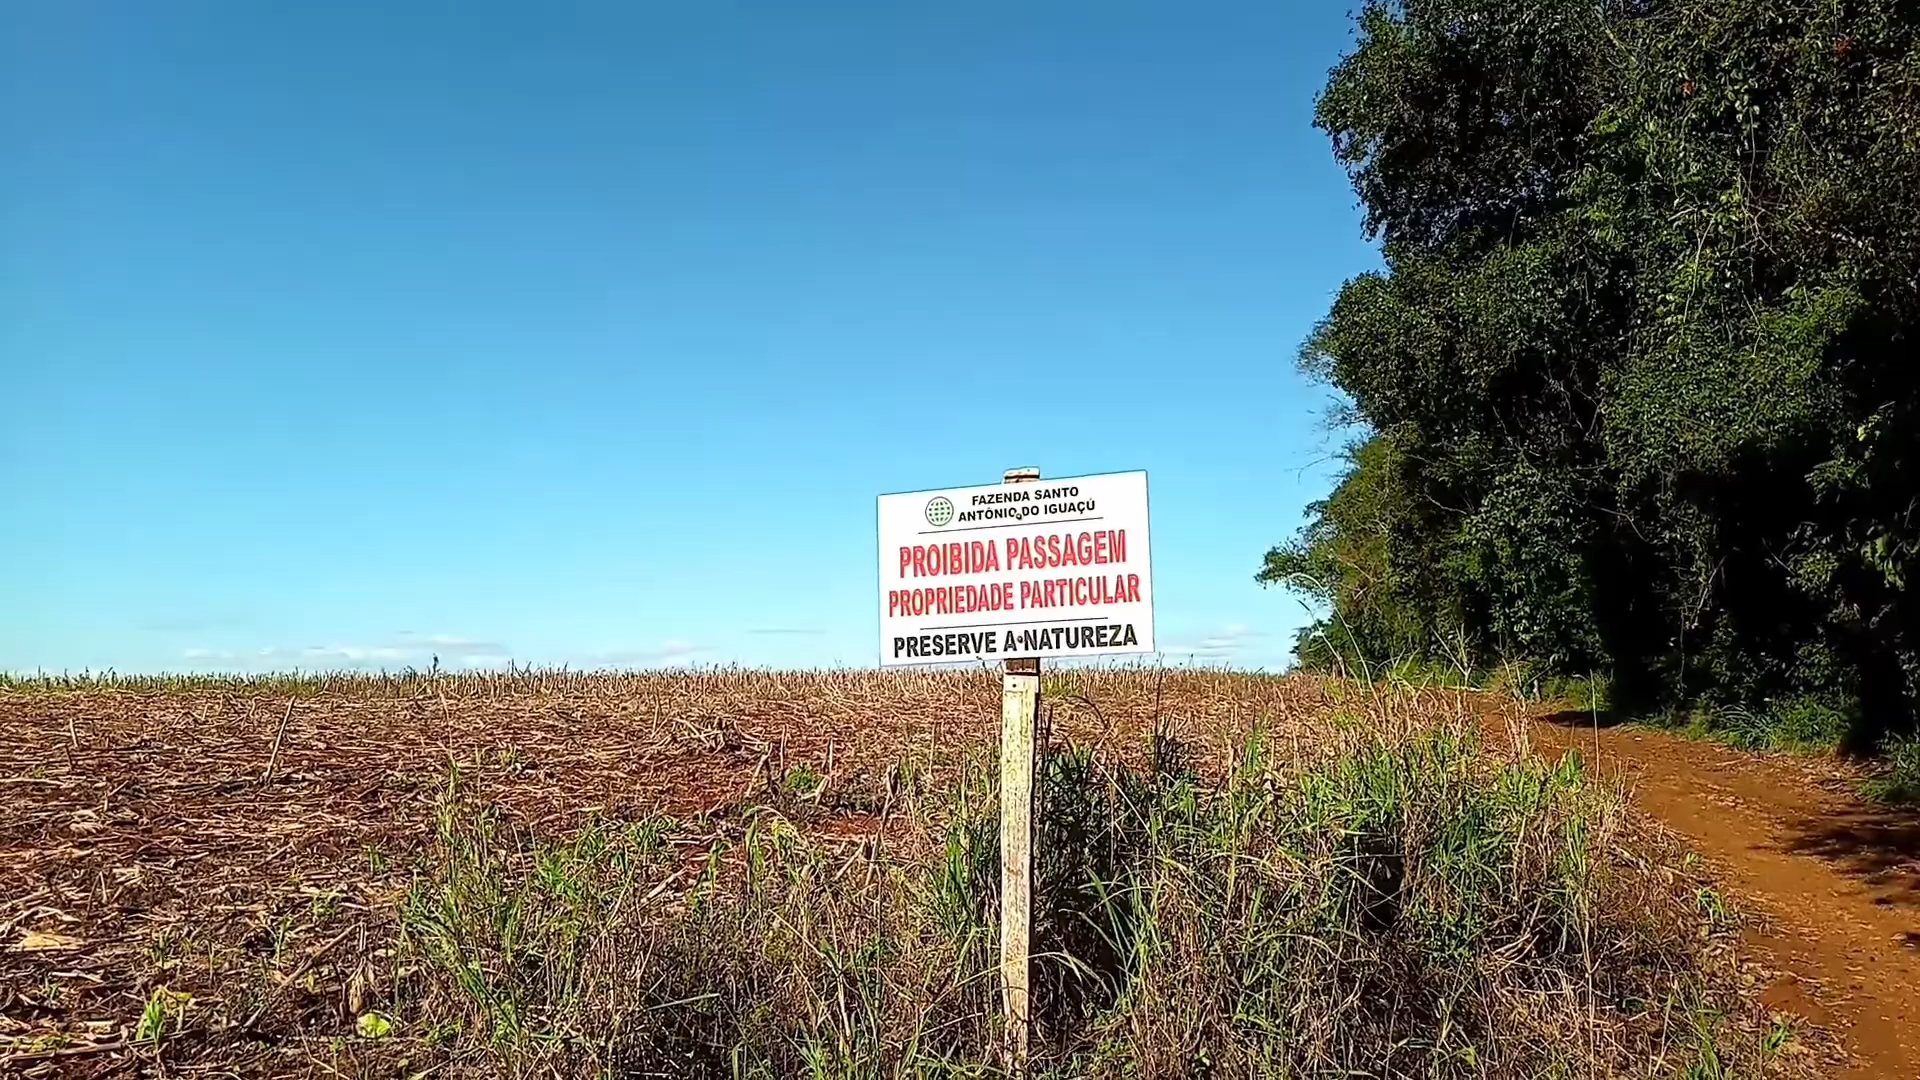 FAZENDA SANTO
ANTÔNIO DO IGUAÇÚ
PROIBIDA PASSAGEM
PROPRIEDADE PARTICULAR
PRESERVE A NATUREZA